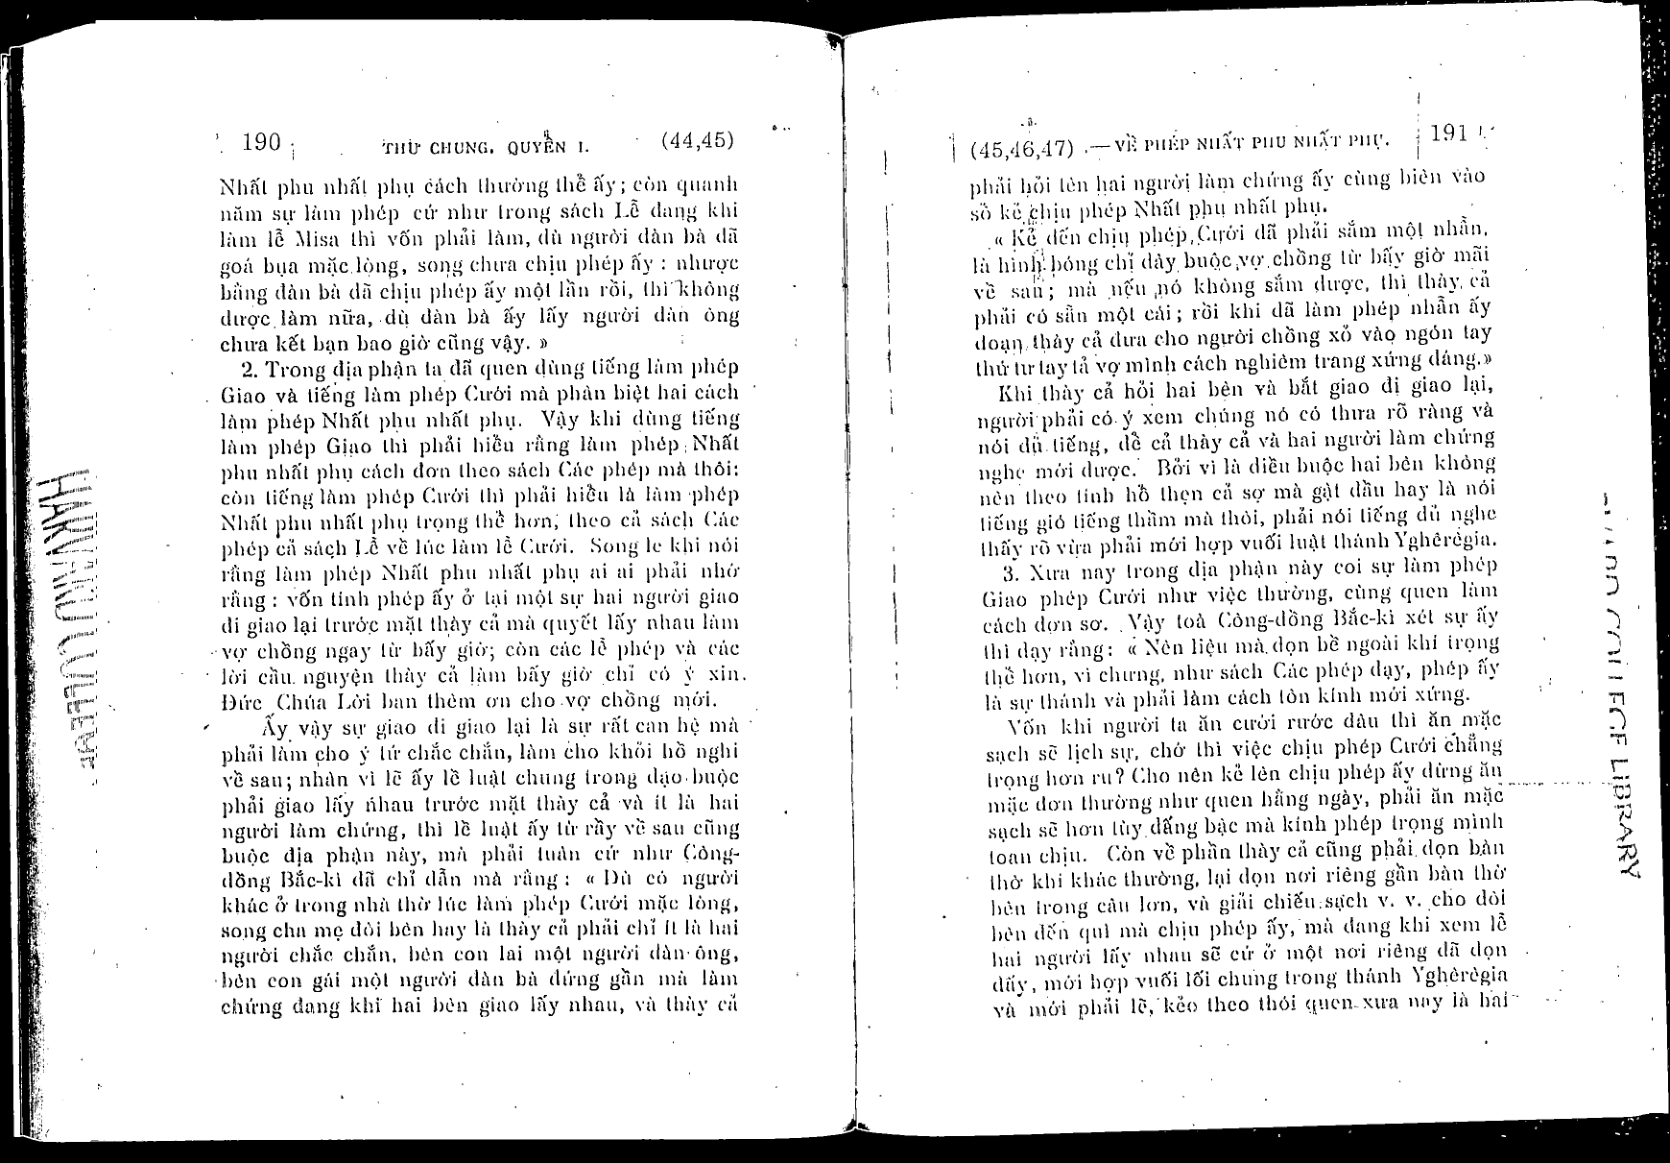 190 THƯ CHUNG. QUYỂN I. (44,45)
Nhất phu nhất phụ cách thường thể ấy; còn quanh
năm sự làm phép cứ như trong sách Lễ đang khi
làm lễ Misa thì vốn phải làm, dù người đàn bà đã
goá bụa mặc lòng, song chưa chịu phép ấy : nhược
bằng đàn bà đã chịu phép ấy một lần rồi, thì không
được làm nữa, dù đàn bà ấy lấy người đàn ông
chưa kết bạn bao giờ cũng vậy. »
2. Trong địa phận ta đã quen dùng tiếng làm phép
Giao và tiếng làm phép Cưới mà phân biệt hai cách
làm phép Nhất phu nhất phụ. Vậy khi dùng tiếng
làm phép Giao thì phải hiểu rằng làm phép Nhất
phu nhất phụ cách đơn theo sách Các phép mà thôi:
còn tiếng làm phép Cưới thì phải hiểu là làm phép
Nhất phu nhất phụ trọng thể hơn, theo cả sách Các
phép cả sách Lễ về lúc làm lễ Cưới. Song le khi nói
rằng làm phép Nhất phu nhất phụ ai ai phải nhớ
rằng : vốn tính phép ấy ở tại một sự hai người giao
đi giao lại trước mặt thày cả mà quyết lấy nhau làm
vợ chồng ngay từ bấy giờ; còn các lễ phép và các
lời cầu nguyện thày cả làm bấy giờ chỉ có ý xin
Đức Chúa Lời ban thêm ơn cho vợ chồng mới.
Ấy vậy sự giao đi giao lại là sự rất can hệ mà
phải làm cho ý tứ chắc chắn, làm cho khỏi hồ nghi
về sau; nhân vì lẽ ấy lề luật chung trong đạo buộc
phải giao lấy nhau trước mặt thày cả và ít là hai
người làm chứng, thì lề luật ấy từ rầy về sau cũng
buộc địa phận này, mà phải tuân cứ như Công-
đồng Bắc-kì đã chỉ dẫn mà rằng : « Dù có người
khác ở trong nhà thờ lúc làm phép Cưới mặc lòng,
song cha mẹ đôi bên hay là thày cả phải chỉ ít là hai
người chắc chắn, bên con lai một người đàn ông,
bên con gái một người đàn bà đứng gần mà làm
chứng đang khi hai bên giao lấy nhau, và thày cả
(45,46,47) — VỀ PHÉP NHẤT PHU NHẤT PHỤ. 191
phải hỏi tên hai người làm chứng ấy cùng biên vào
sổ kẻ chịu phép Nhất phu nhất phụ.
« Kẻ đến chịu phép Cưới đã phải sắm một nhẫn,
là hình bóng chỉ dây buộc vợ chồng từ bấy giờ mãi
về sau; mà nếu nó không sắm được, thì thày cả
phải có sẵn một cái; rồi khi đã làm phép nhẫn ấy
đoạn thày cả đưa cho người chồng xỏ vào ngón tay
thứ tư tay tả vợ mình cách nghiêm trang xứng đáng.»
Khi thày cả hỏi hai bên và bắt giao đi giao lại,
người phải có ý xem chúng nó có thưa rõ ràng và
nói đủ tiếng, để cả thày cả và hai người làm chứng
nghe mới được. Bởi vì là điều buộc hai bên không
nên theo tính hổ thẹn cả sợ mà gật đầu hay là nói
tiếng gió tiếng thầm mà thôi, phải nói tiếng đủ nghe
thấy rõ vừa phải mới hợp vuối luật thánh Yghêrêgia.
3. Xưa nay trong địa phận này coi sự làm phép
Giao phép Cưới như việc thường, cùng quen làm
cách đơn sơ. Vậy toà Công-đồng Bắc-kì xét sự ấy
thì dạy rằng: « Nên liệu mà dọn bề ngoài khí trọng
thể hơn, vì chưng, như sách Các phép dạy, phép ấy
là sự thánh và phải làm cách tôn kính mới xứng.
Vốn khi người ta ăn cưới rước dâu thì ăn mặc
sạch sẽ lịch sự, chớ thì việc chịu phép Cưới chẳng
trọng hơn ru? Cho nên kẻ lên chịu phép ấy đừng ăn
mặc đơn thường như quen hằng ngày, phải ăn mặc
sạch sẽ hơn tùy đấng bậc mà kính phép trọng mình
toan chịu. Còn về phần thày cả cũng phải dọn bàn
thờ khi khác thường, lại dọn nơi riêng gần bàn thờ
bên trong câu lơn, và giải chiếu sạch v. v. cho đôi
bên đến quì mà chịu phép ấy, mà đang khi xem lễ
hai người lấy nhau sẽ cứ ở một nơi riêng đã dọn
đấy, mới hợp vuối lối chung trong thánh Yghêrêgia
và mới phải lẽ, kẻo theo thói quen xưa nay là hai
HARVARD COLLEGE
COLLEGE LIBRARY